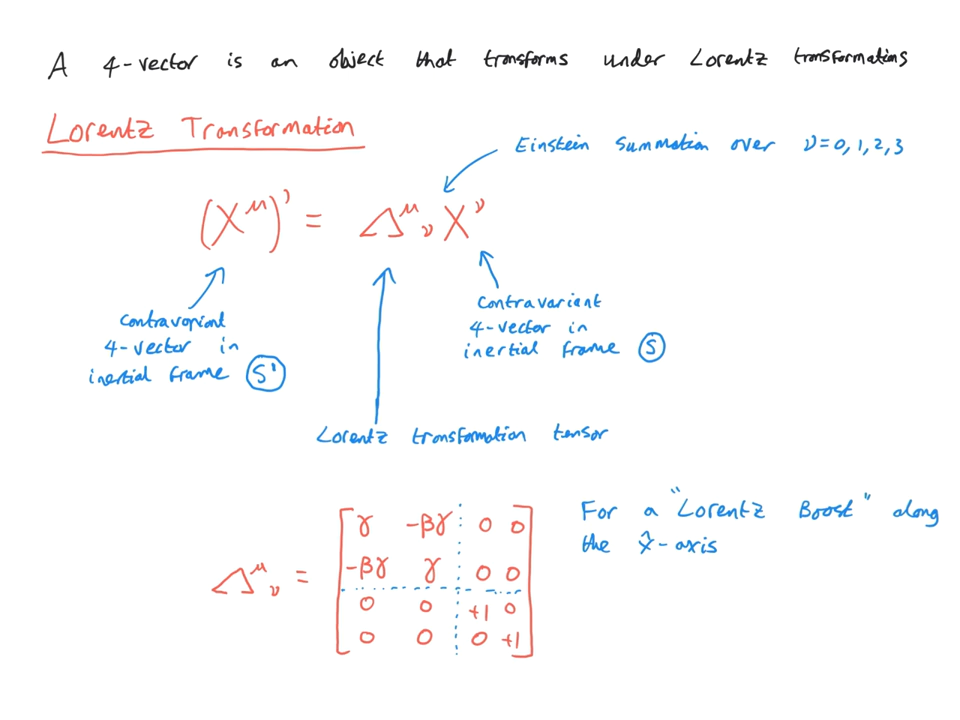 A 4-vector is an object that transforms under Lorentz transformations
Lorentz Transformation
Einstein summation over ν=0,1,2,3
(X^μ)' = Δ^μ_ν X^ν
contravariant
4-vector in
inertial frame S'
contravariant
4-vector in
inertial frame S
Lorentz transformation tensor
For a "Lorentz Boost" along
the x̂-axis
Δ^μ_ν =
γ -βγ 0 0
-βγ γ 0 0
0 0 +1 0
0 0 0 +1